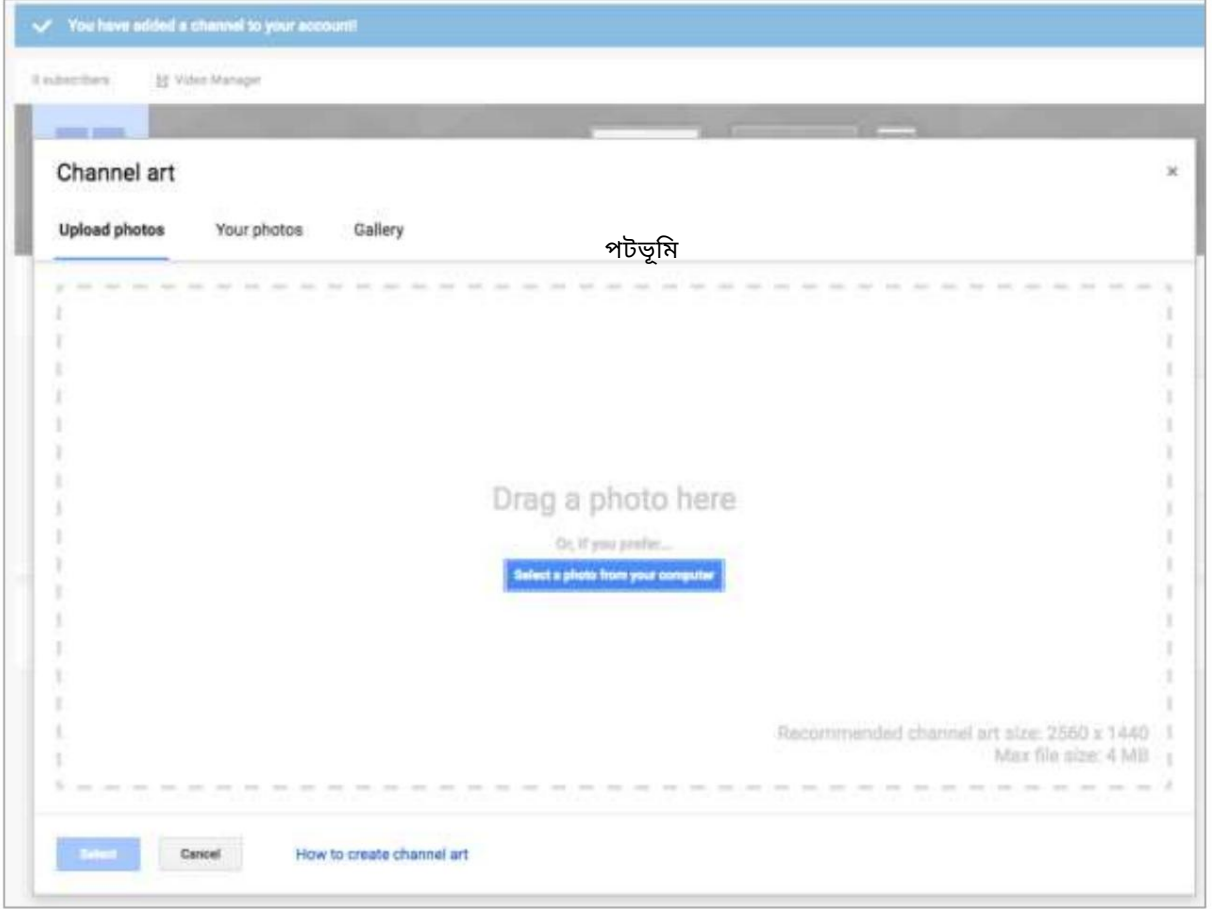 You have added a channel to your account!
0 subscribers Video Manager
Channel art
×
Upload photos Your photos Gallery
পটভূমি
Drag a photo here
Or, if you prefer...
Select a photo from your computer
Recommended channel art size: 2560 x 1440
Max file size: 4 MB
Select Cancel How to create channel art